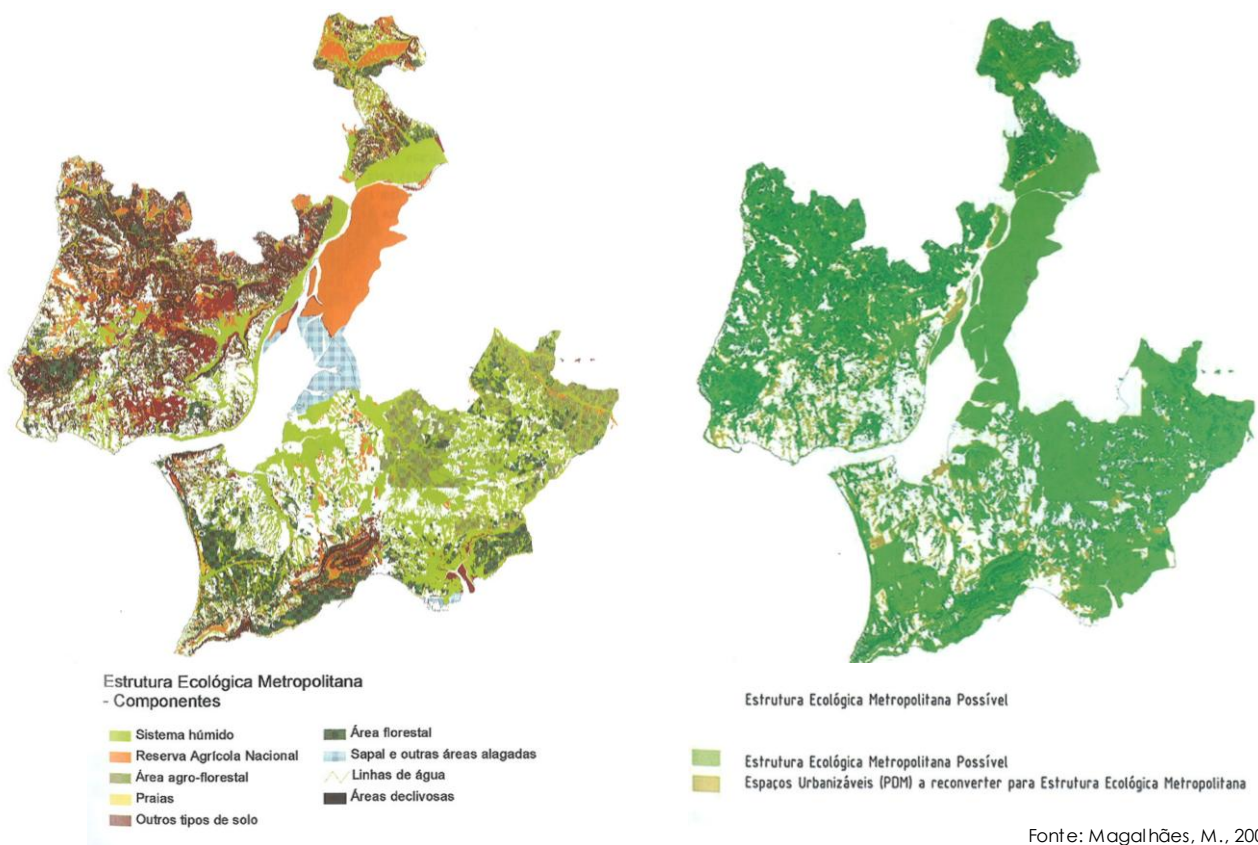 Estrutura Ecológica Metropolitana
- Componentes
Sistema húmido
Reserva Agrícola Nacional
Área agro-florestal
Praias
Outros tipos de solo
Área florestal
Sapal e outras áreas alagadas
Linhas de água
Áreas declivosas
Estrutura Ecológica Metropolitana Possível
Estrutura Ecológica Metropolitana Possível
Espaços Urbanizáveis (PDM) a reconverter para Estrutura Ecológica Metropolitana
Fonte: Magalhães, M., 200